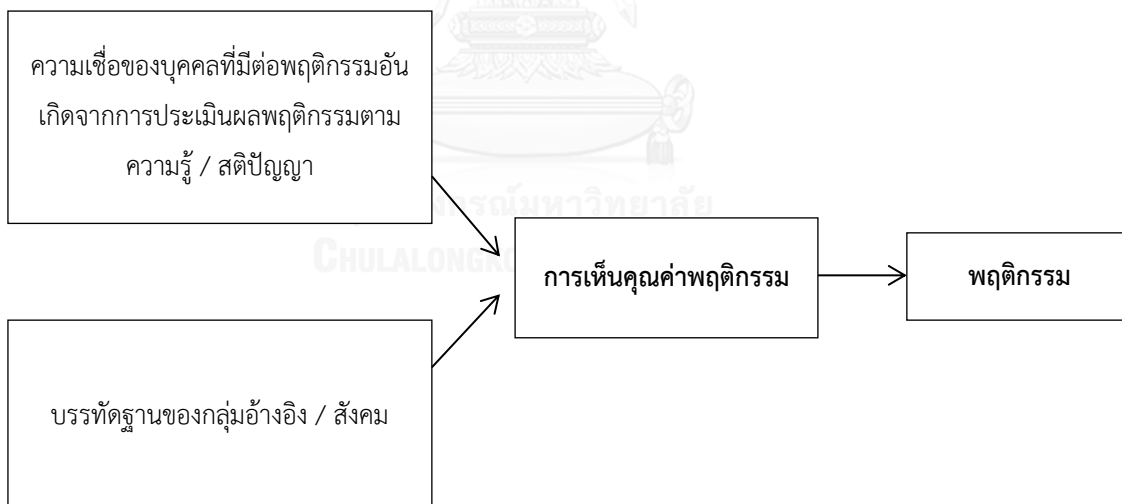 ความเชื่อของบุคคลที่มีต่อพฤติกรรมอัน
เกิดจากการประเมินผลพฤติกรรมตาม
ความรู้ / สติปัญญา
การเห็นคุณค่าพฤติกรรม
พฤติกรรม
บรรทัดฐานของกลุ่มอ้างอิง / สังคม